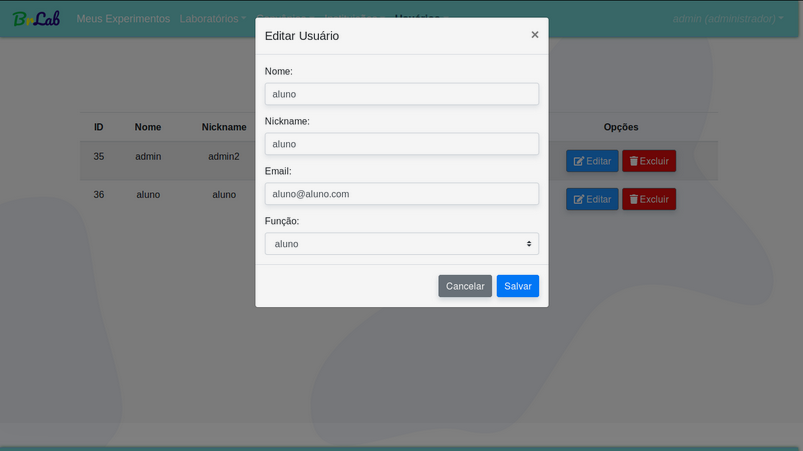 BrLab Meus Experimentos Laboratórios Usuários admin (administrador)
Editar Usuário ×
Nome:
aluno
Nickname:
aluno
Email:
aluno@aluno.com
Função:
aluno
Cancelar Salvar
ID Nome Nickname Opções
35 admin admin2 Editar Excluir
36 aluno aluno Editar Excluir